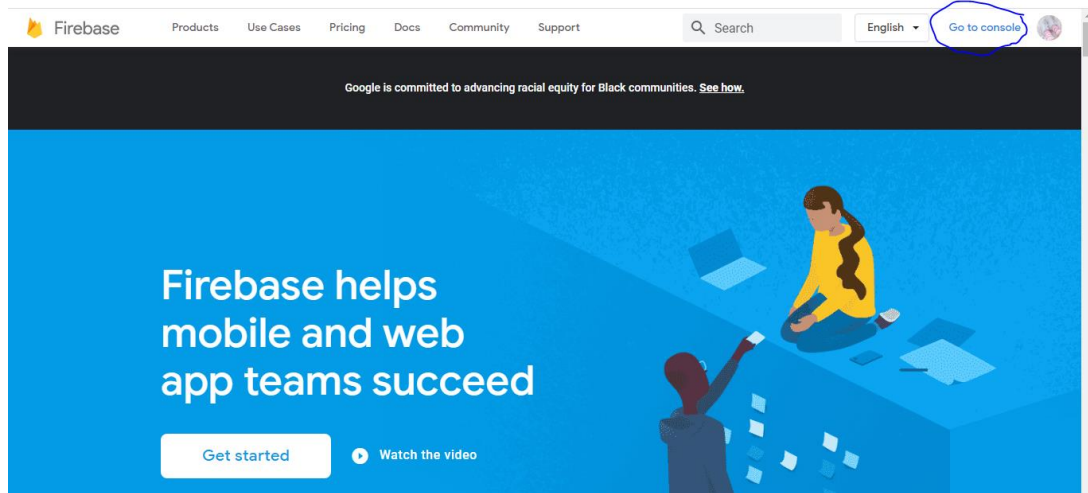 Firebase Products Use Cases Pricing Docs Community Support Search English Go to console
Google is committed to advancing racial equity for Black communities. See how.
Firebase helps
mobile and web
app teams succeed
Get started Watch the video